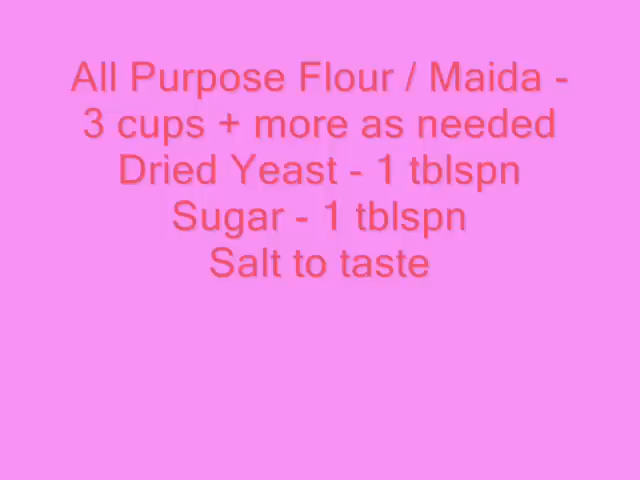 All Purpose Flour / Maida -
3 cups + more as needed
Dried Yeast - 1 tblspn
Sugar - 1 tblspn
Salt to taste